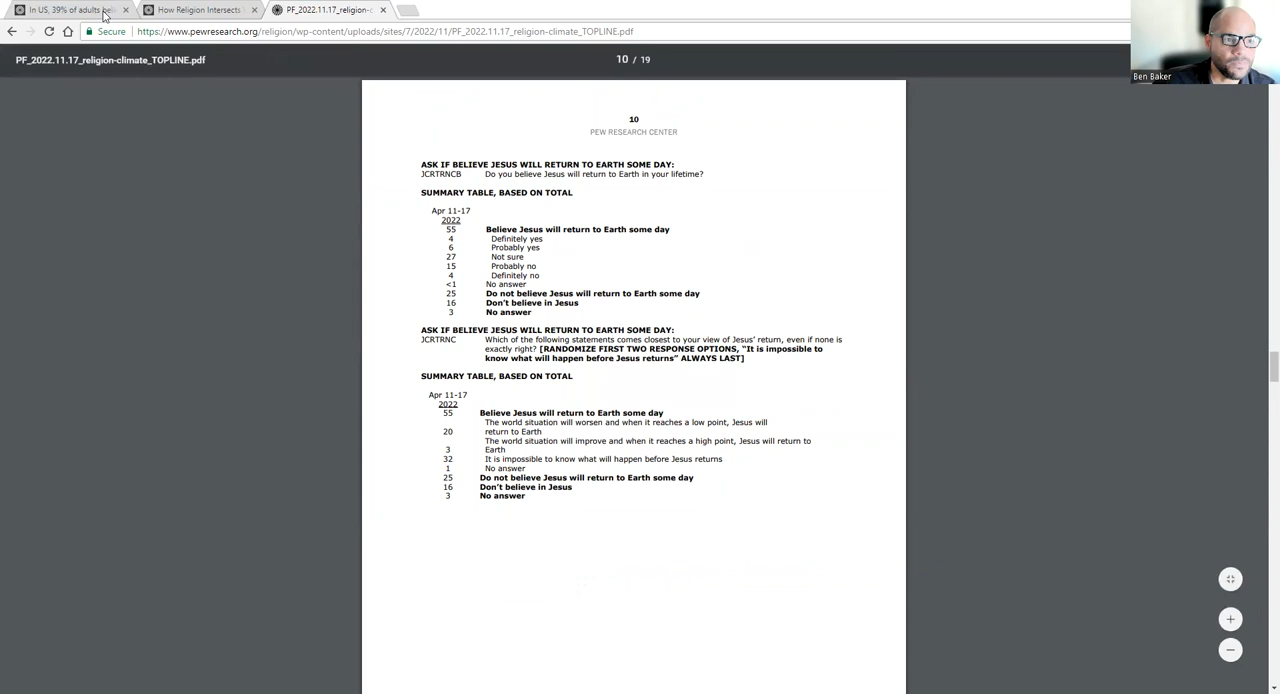 In US, 39% of adults
How Religion Intersects
PF_2022.11.17_religion-c
Secure
https://www.pewresearch.org/religion/wp-content/uploads/sites/7/2022/11/PF_2022.11.17_religion-climate_TOPLINE.pdf
Ben Baker
PF_2022.11.17_religion-climate_TOPLINE.pdf
10 / 19
10
PEW RESEARCH CENTER
ASK IF BELIEVE JESUS WILL RETURN TO EARTH SOME DAY:
JCRTRNCB Do you believe Jesus will return to Earth in your lifetime?
SUMMARY TABLE, BASED ON TOTAL
Apr 11-17
2022
55 Believe Jesus will return to Earth some day
4 Definitely yes
6 Probably yes
27 Not sure
15 Probably no
4 Definitely no
<1 No answer
25 Do not believe Jesus will return to Earth some day
16 Don't believe in Jesus
3 No answer
ASK IF BELIEVE JESUS WILL RETURN TO EARTH SOME DAY:
JCRTRNC Which of the following statements comes closest to your view of Jesus' return, even if none is
exactly right? [RANDOMIZE FIRST TWO RESPONSE OPTIONS, "It is impossible to
know what will happen before Jesus returns" ALWAYS LAST]
SUMMARY TABLE, BASED ON TOTAL
Apr 11-17
2022
55 Believe Jesus will return to Earth some day
The world situation will worsen and when it reaches a low point, Jesus will
20 return to Earth
The world situation will improve and when it reaches a high point, Jesus will return to
3 Earth
32 It is impossible to know what will happen before Jesus returns
1 No answer
25 Do not believe Jesus will return to Earth some day
16 Don't believe in Jesus
3 No answer